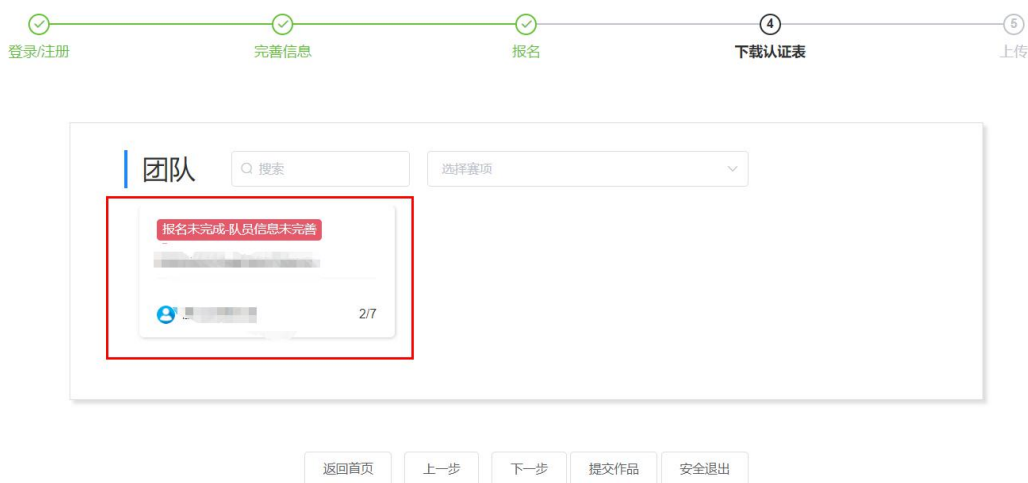 4
5
登录/注册
完善信息
报名
下载认证表
上传
团队
搜索
选择赛项
报名未完成-队员信息未完善
2/7
返回首页
上一步
下一步
提交作品
安全退出